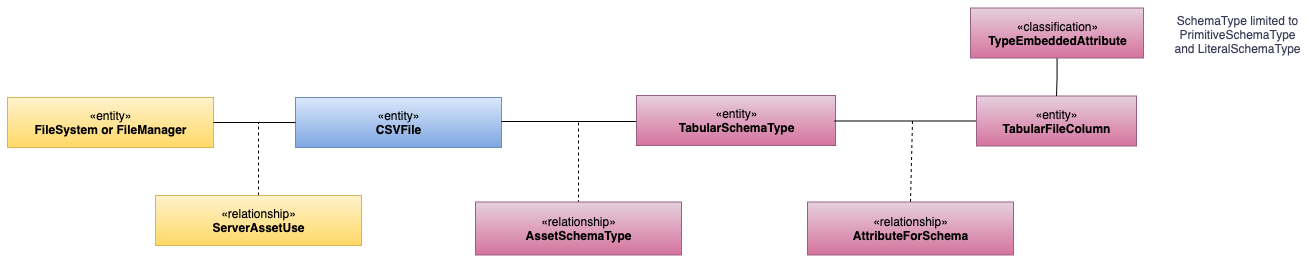 «classification»
TypeEmbeddedAttribute
SchemaType limited to
PrimitiveSchemaType
and LiteralSchemaType
«entity»
FileSystem or FileManager
«entity»
CSVFile
«entity»
TabularSchemaType
«entity»
TabularFileColumn
«relationship»
ServerAssetUse
«relationship»
AssetSchemaType
«relationship»
AttributeForSchema